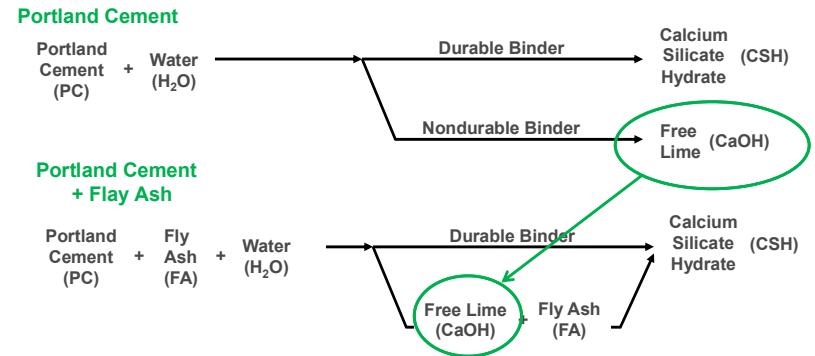 Portland Cement
Portland
Cement
(PC)
+
Water
(H₂O)
Durable Binder
Calcium
Silicate
Hydrate
(CSH)
Nondurable Binder
Free
Lime
(CaOH)
Portland Cement
+ Flay Ash
Portland
Cement
(PC)
+
Fly
Ash
(FA)
+
Water
(H₂O)
Durable Binder
Calcium
Silicate
Hydrate
(CSH)
Free Lime
(CaOH)
+
Fly Ash
(FA)